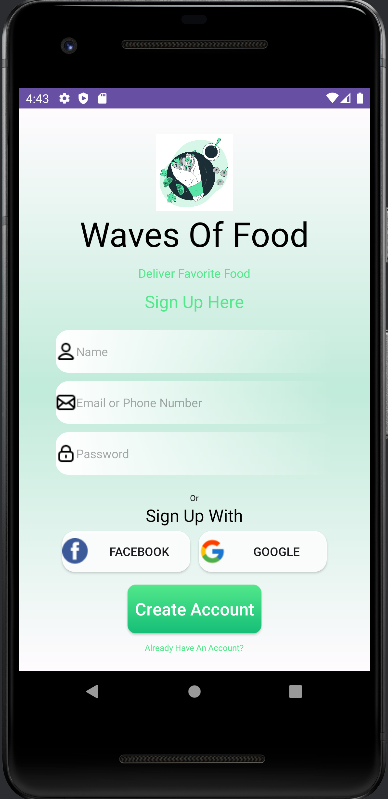 4:43
Waves Of Food
Deliver Favorite Food
Sign Up Here
Name
Email or Phone Number
Password
Or
Sign Up With
FACEBOOK
GOOGLE
Create Account
Already Have An Account?